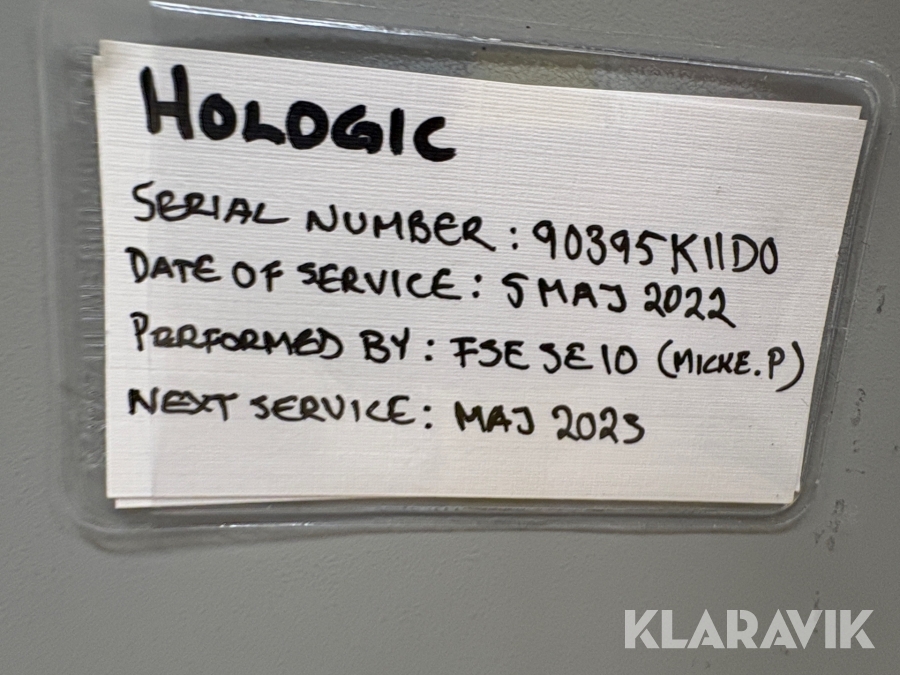 HOLOGIC
SERIAL NUMBER: 90395K11D0
DATE OF SERVICE: 5 MAJ 2022
PERFORMED BY: FSE SE10 (MICKE.P)
NEXT SERVICE: MAJ 2023
KLARAVIK